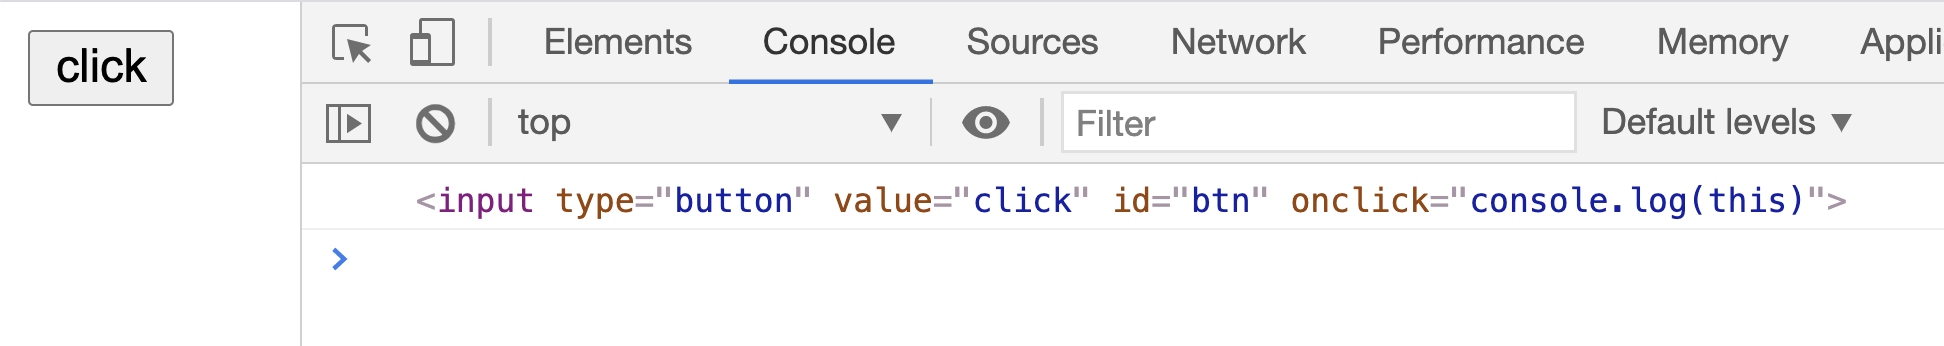 click
Elements Console Sources Network Performance Memory Appli
top Filter Default levels
<input type="button" value="click" id="btn" onclick="console.log(this)">